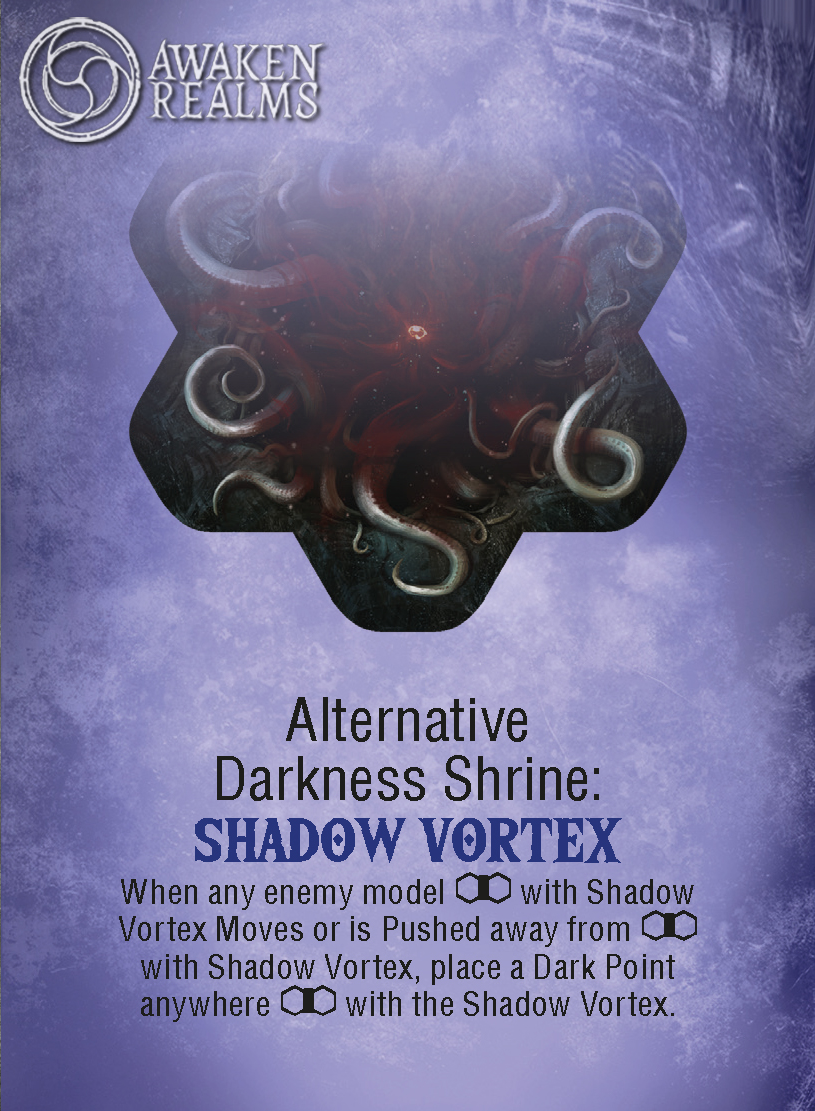 AWAKEN
REALMS
Alternative
Darkness Shrine:
SHADOW VORTEX
When any enemy model with Shadow
Vortex Moves or is Pushed away from
with Shadow Vortex, place a Dark Point
anywhere with the Shadow Vortex.